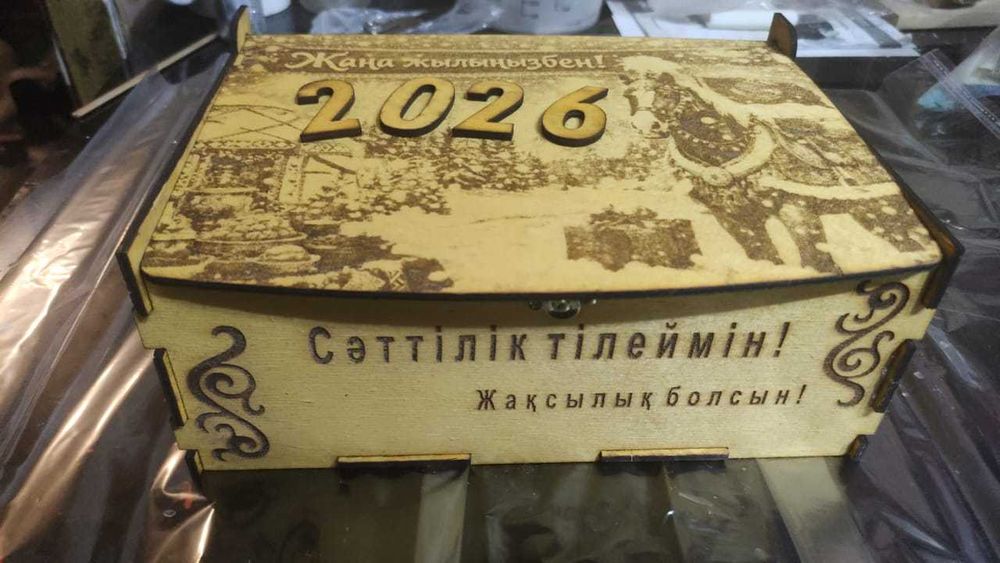 Жаңа жылыңызбен!
2026
Сәттілік тілеймін!
Жақсылық болсын!